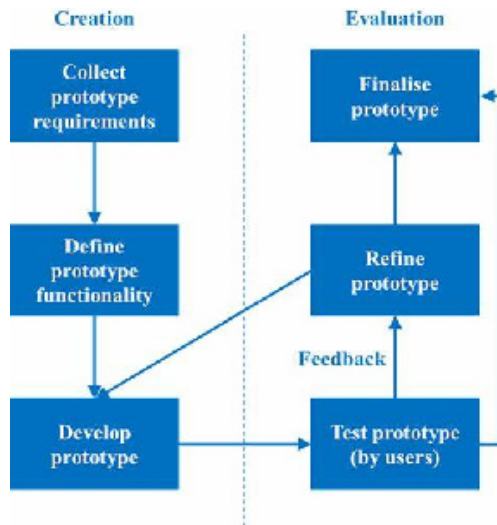 Creation
Collect
prototype
requirements
Define
prototype
functionality
Develop
prototype
Evaluation
Finalise
prototype
Refine
prototype
Feedback
Test prototype
(by users)